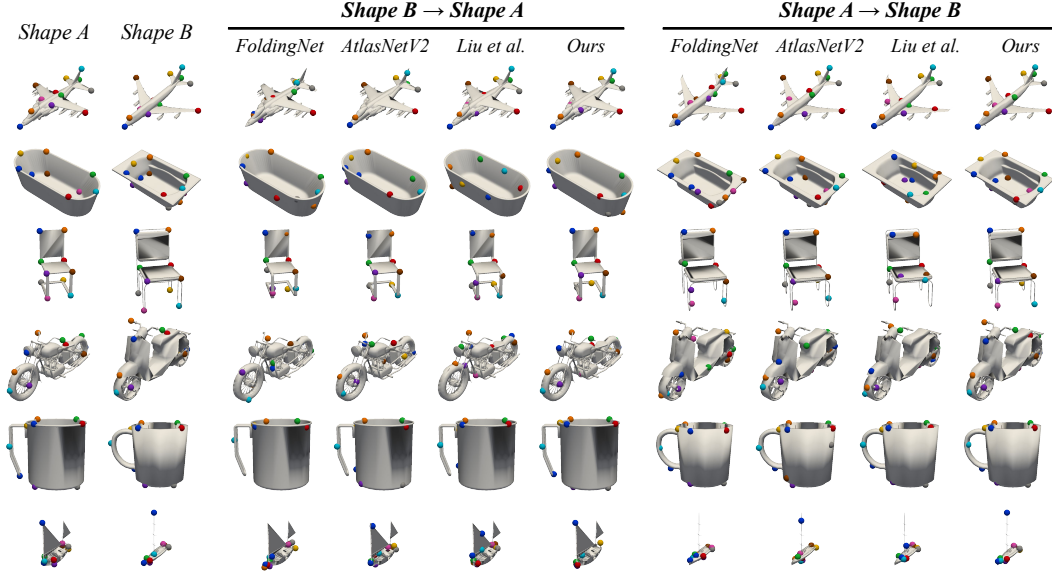 Shape B → Shape A
Shape A → Shape B
Shape A
Shape B
FoldingNet
AtlasNetV2
Liu et al.
Ours
FoldingNet
AtlasNetV2
Liu et al.
Ours